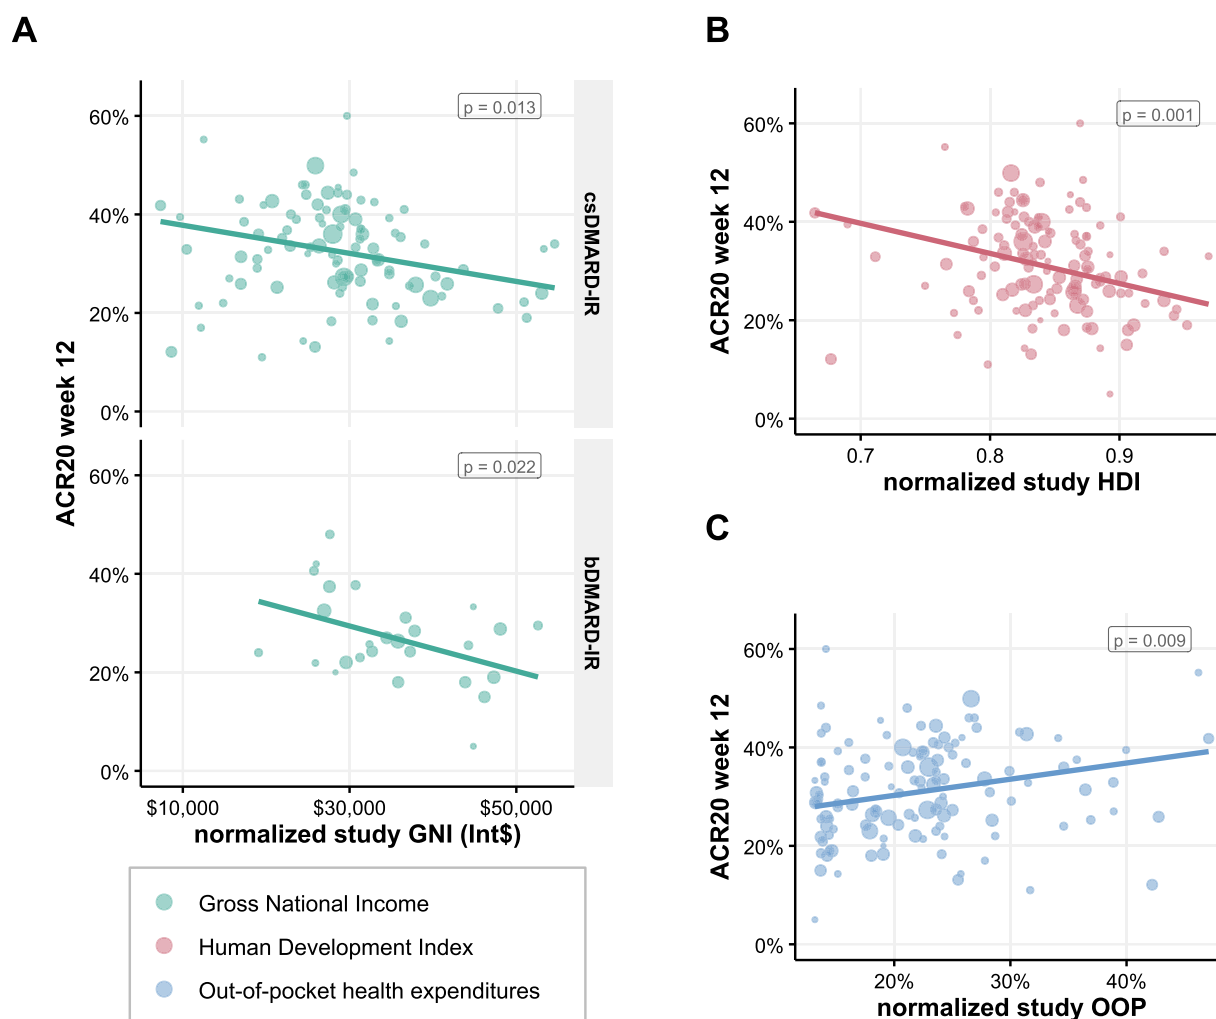 A
60%
40%
20%
0%
p = 0.013
csDMARD-IR
ACR20 week 12
60%
40%
20%
0%
p = 0.022
bDMARD-IR
$10,000
$30,000
$50,000
normalized study GNI (Int$)
Gross National Income
Human Development Index
Out-of-pocket health expenditures
B
ACR20 week 12
60%
40%
20%
0%
p = 0.001
0.7
0.8
0.9
normalized study HDI
C
ACR20 week 12
60%
40%
20%
0%
p = 0.009
20%
30%
40%
normalized study OOP